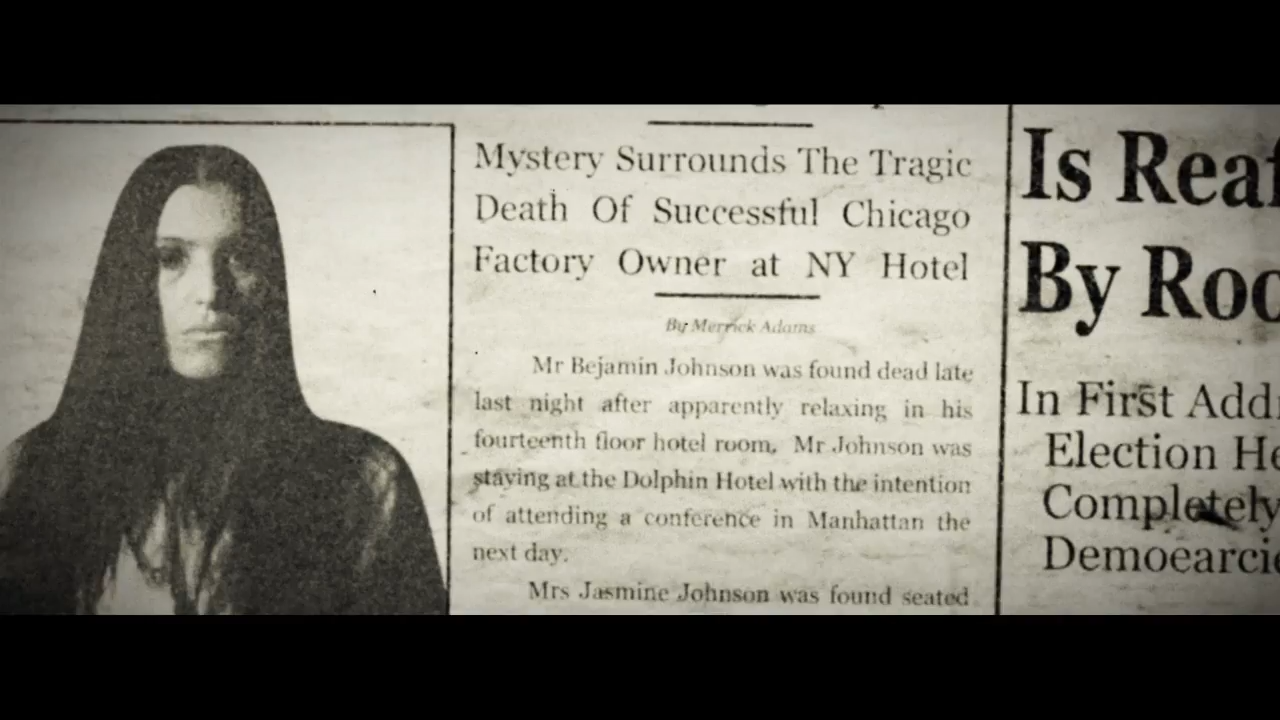 Mystery Surrounds The Tragic
Death Of Successful Chicago
Factory Owner at NY Hotel
By Merrick Adams
Mr Bejamin Johnson was found dead late
last night after apparently relaxing in his
fourteenth floor hotel room. Mr Johnson was
staying at the Dolphin Hotel with the intention
of attending a conference in Manhattan the
next day.
Mrs Jasmine Johnson was found seated
Is Reaf
By Roo
In First Add
Election He
Completely
Demoearcie